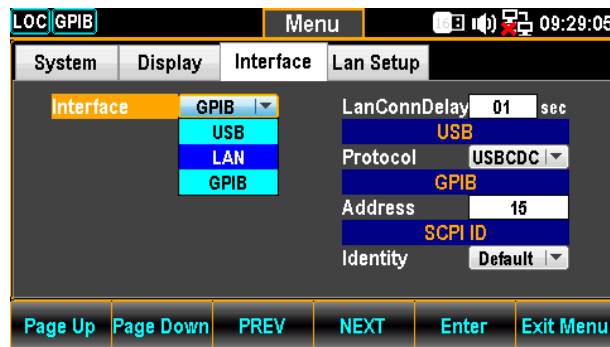 LOC GPIB Menu 16 09:29:05
System Display Interface Lan Setup
Interface GPIB
USB
LAN
GPIB
LanConnDelay 01 sec
USB
Protocol USBCDC
GPIB
Address 15
SCPI ID
Identity Default
Page Up Page Down PREV NEXT Enter Exit Menu